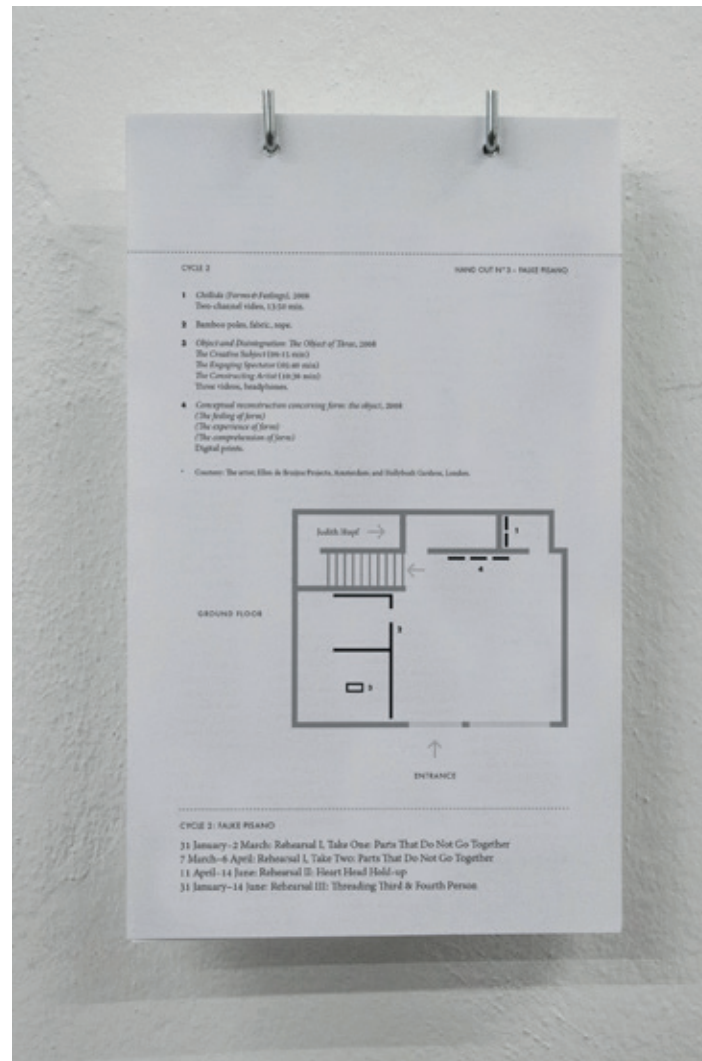 CYCLE 2
HAND OUT N°3 – FALKE PISANO
1 Chillida (Forms & Feelings), 2006
Two-channel video, 13:50 min.
2 Bamboo poles, fabric, rope.
3 Object and Disintegration: The Object of Three, 2008
The Creative Subject
The Engaging Spectator
The Constructing Artist
Three videos, headphones.
4 Conceptual reconstruction concerning form: the object, 2008
(The feeling of form)
(The experience of form)
(The comprehension of form)
Digital prints.
Courtesy: The artist; Ellen de Bruijne Projects, Amsterdam; and Hollybush Gardens, London.
Judith Hopf
1
4
GROUND FLOOR
2
3
ENTRANCE
CYCLE 2: FALKE PISANO
31 January–2 March: Rehearsal I, Take One: Parts That Do Not Go Together
7 March–6 April: Rehearsal I, Take Two: Parts That Do Not Go Together
11 April–14 June: Rehearsal II: Heart Head Hold-up
31 January–14 June: Rehearsal III: Threading Third & Fourth Person